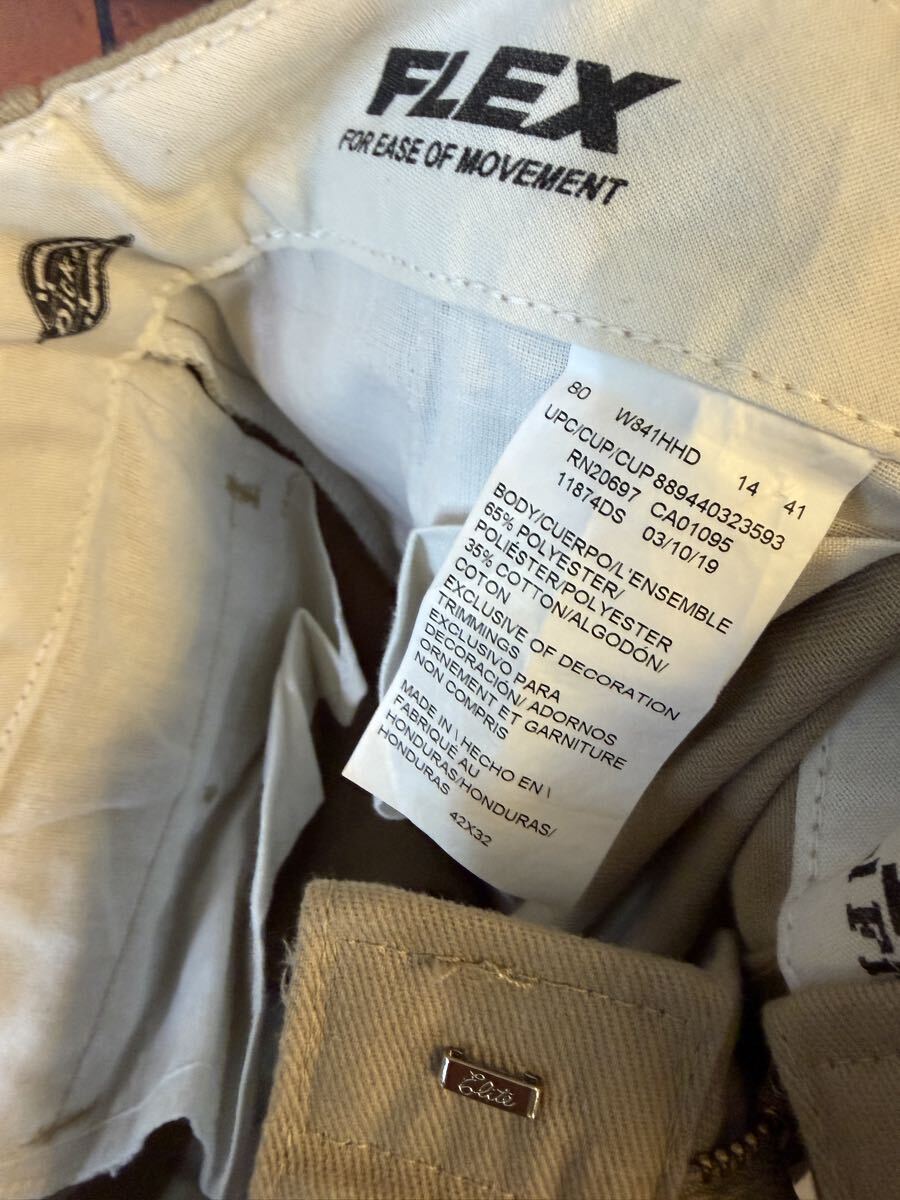 FLEX
FOR EASE OF MOVEMENT
80 W841HHD 14 41
UPC/CUP/CUP 889440323593
RN20697 CA01095
11874DS 03/10/19
BODY/CUERPO/L'ENSEMBLE
65% POLYESTER/
POLIÉSTER/POLYESTER
35% COTTON/ALGODÓN/
COTON
EXCLUSIVE OF DECORATION
TRIMMINGS
EXCLUSIVO PARA
DECORACIÓN/ ADORNOS
ORNEMENT ET GARNITURE
NON COMPRIS
MADE IN \ HECHO EN \
FABRIQUÉ AU
HONDURAS/HONDURAS/
HONDURAS
42X32
Elite